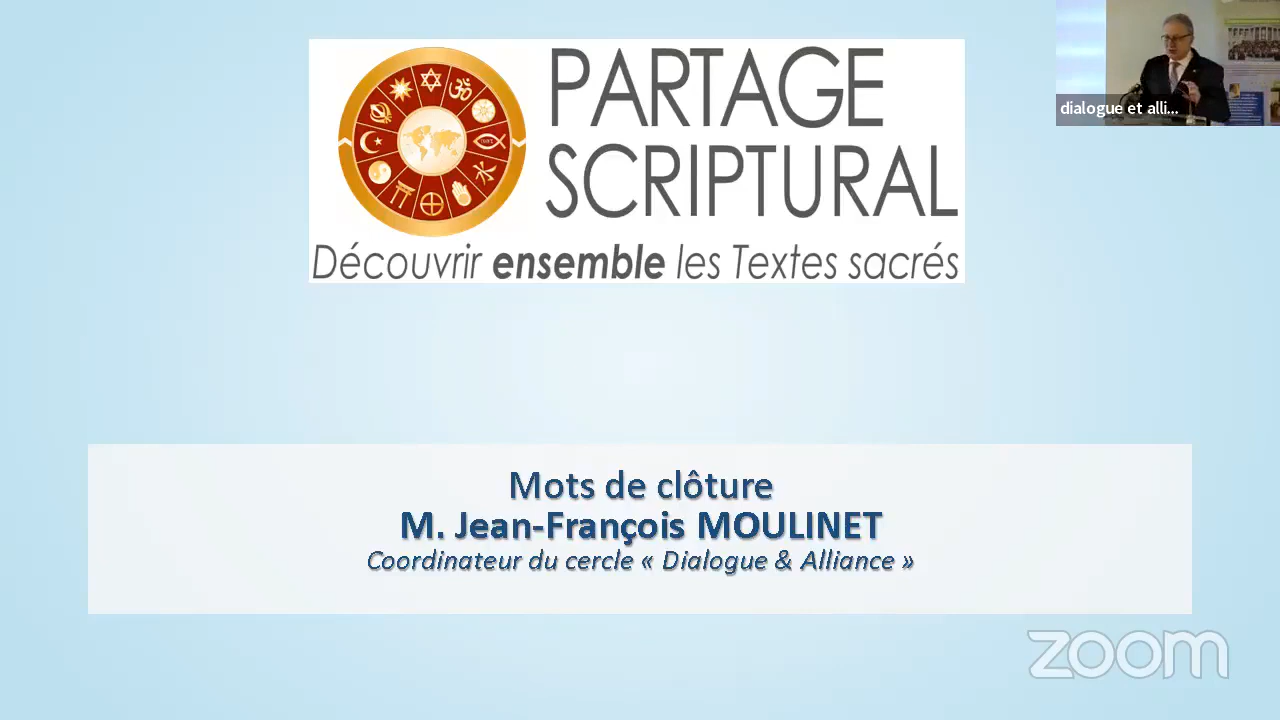 PARTAGE
SCRIPTURAL
Découvrir ensemble les Textes sacrés
dialogue et alli...
Mots de clôture
M. Jean-François MOULINET
Coordinateur du cercle « Dialogue & Alliance »
zoom